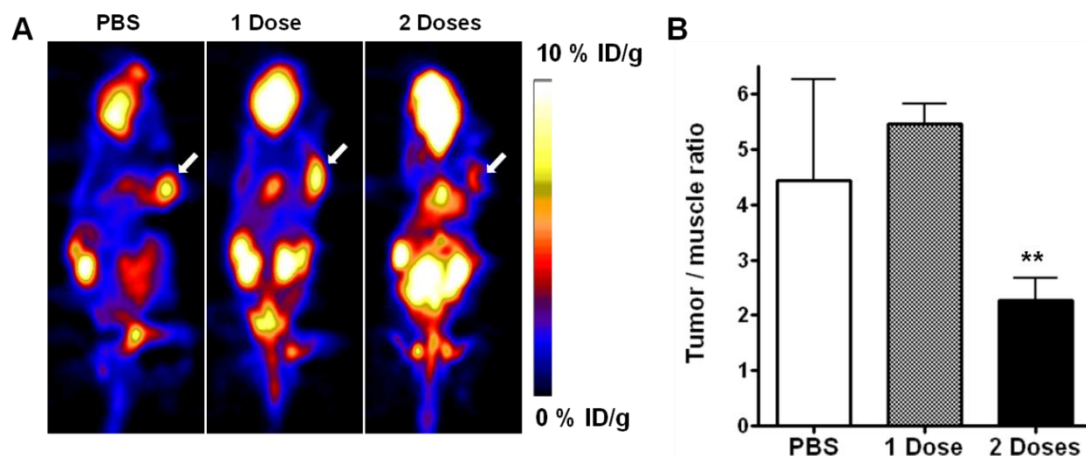 A
PBS
1 Dose
2 Doses
10 % ID/g
0 % ID/g
B
Tumor / muscle ratio
6
5
4
3
2
1
0
**
PBS
1 Dose
2 Doses